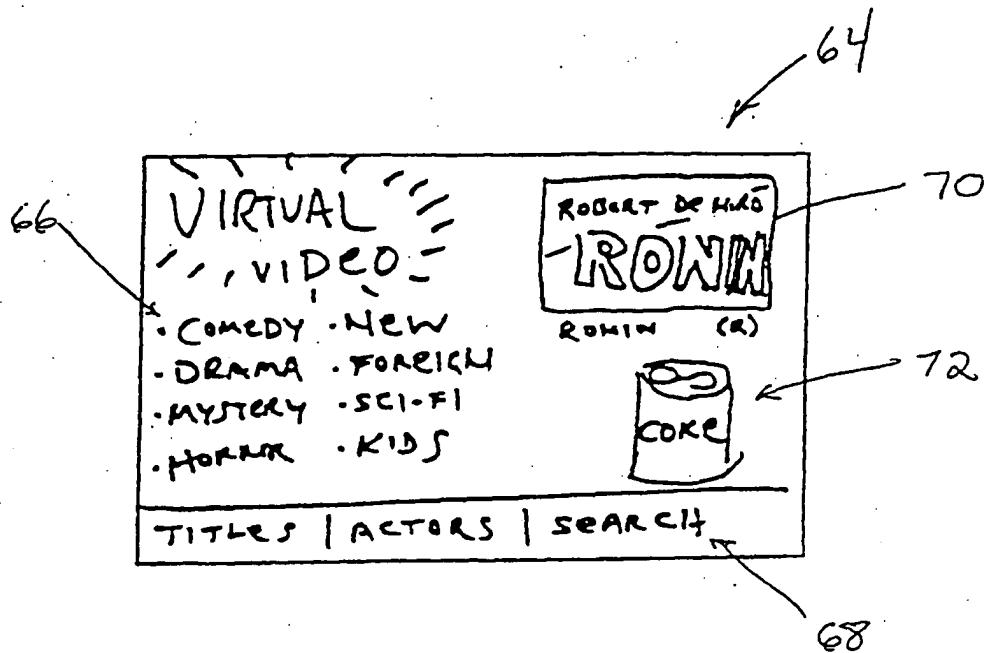 64
70
66
VIRTUAL
VIDEO
ROBERT DE NIRO
RONIN
RONIN (R)
· COMEDY · NEW
· DRAMA · FOREIGN
· MYSTERY · SCI-FI
· HORROR · KIDS
72
COKE
TITLES | ACTORS | SEARCH
68